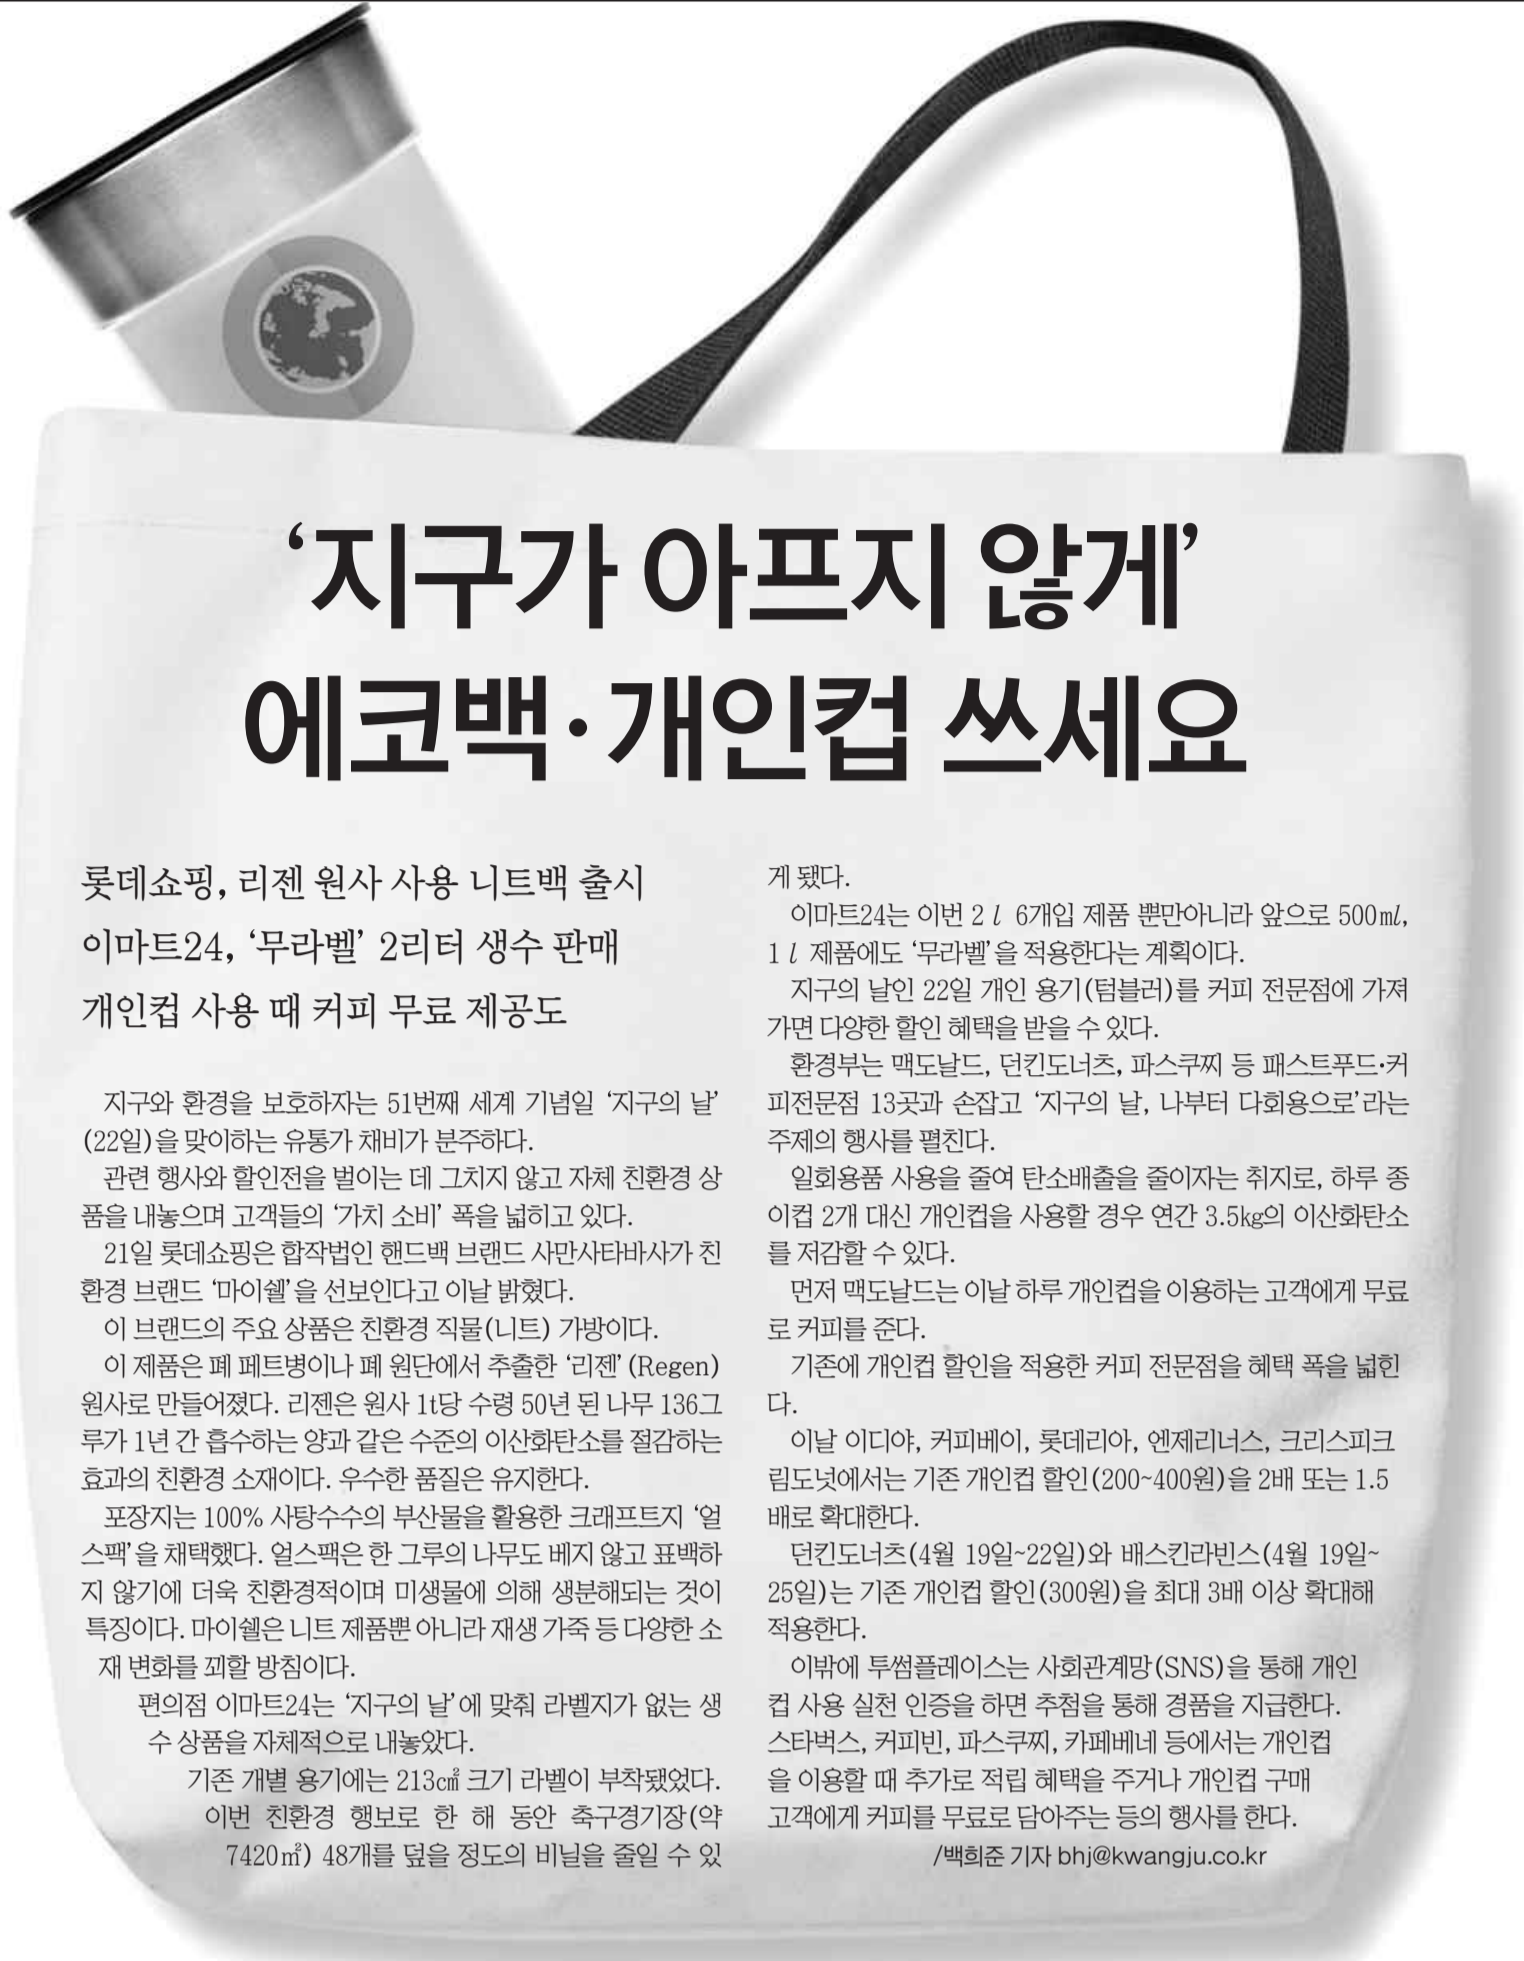 ‘지구가 아프지 않게’
에코백·개인컵 쓰세요
롯데쇼핑, 리젠 원사 사용 니트백 출시
이마트24, ‘무라벨’ 2리터 생수 판매
개인컵 사용 때 커피 무료 제공도
지구와 환경을 보호하자는 51번째 세계 기념일 ‘지구의 날’
(22일)을 맞이하는 유통가 채비가 분주하다.
관련 행사와 할인전을 벌이는 데 그치지 않고 자체 친환경 상
품을 내놓으며 고객들의 ‘가치 소비’ 폭을 넓히고 있다.
21일 롯데쇼핑은 합작법인 핸드백 브랜드 사만사타바사가 친
환경 브랜드 ‘마이쉘’을 선보인다고 이날 밝혔다.
이 브랜드의 주요 상품은 친환경 직물(니트) 가방이다.
이 제품은 폐 페트병이나 폐 원단에서 추출한 ‘리젠’(Regen)
원사로 만들어졌다. 리젠은 원사 1t당 수령 50년 된 나무 136그
루가 1년 간 흡수하는 양과 같은 수준의 이산화탄소를 절감하는
효과의 친환경 소재이다. 우수한 품질은 유지한다.
포장지는 100% 사탕수수의 부산물을 활용한 크래프트지 ‘얼
스팩’을 채택했다. 얼스팩은 한 그루의 나무도 베지 않고 표백하
지 않기에 더욱 친환경적이며 미생물에 의해 생분해되는 것이
특징이다. 마이쉘은 니트 제품뿐 아니라 재생 가죽 등 다양한 소
재 변화를 꾀할 방침이다.
편의점 이마트24는 ‘지구의 날’에 맞춰 라벨지가 없는 생
수 상품을 자체적으로 내놓았다.
기존 개별 용기에는 213㎠ 크기 라벨이 부착됐었다.
이번 친환경 행보로 한 해 동안 축구경기장(약
7420㎡) 48개를 덮을 정도의 비닐을 줄일 수 있
게 됐다.
이마트24는 이번 2ℓ 6개입 제품 뿐만아니라 앞으로 500㎖,
1ℓ 제품에도 ‘무라벨’을 적용한다는 계획이다.
지구의 날인 22일 개인 용기(텀블러)를 커피 전문점에 가져
가면 다양한 할인 혜택을 받을 수 있다.
환경부는 맥도날드, 던킨도너츠, 파스쿠찌 등 패스트푸드·커
피전문점 13곳과 손잡고 ‘지구의 날, 나부터 다회용으로’라는
주제의 행사를 펼친다.
일회용품 사용을 줄여 탄소배출을 줄이자는 취지로, 하루 종
이컵 2개 대신 개인컵을 사용할 경우 연간 3.5㎏의 이산화탄소
를 저감할 수 있다.
먼저 맥도날드는 이날 하루 개인컵을 이용하는 고객에게 무료
로 커피를 준다.
기존에 개인컵 할인을 적용한 커피 전문점을 혜택 폭을 넓힌
다.
이날 이디야, 커피베이, 롯데리아, 엔제리너스, 크리스피크
림도넛에서는 기존 개인컵 할인(200~400원)을 2배 또는 1.5
배로 확대한다.
던킨도너츠(4월 19일~22일)와 배스킨라빈스(4월 19일~
25일)는 기존 개인컵 할인(300원)을 최대 3배 이상 확대해
적용한다.
이밖에 투썸플레이스는 사회관계망(SNS)을 통해 개인
컵 사용 실천 인증을 하면 추첨을 통해 경품을 지급한다.
스타벅스, 커피빈, 파스쿠찌, 카페베네 등에서는 개인컵
을 이용할 때 추가로 적립 혜택을 주거나 개인컵 구매
고객에게 커피를 무료로 담아주는 등의 행사를 한다.
/백희준 기자 bhj@kwangju.co.kr